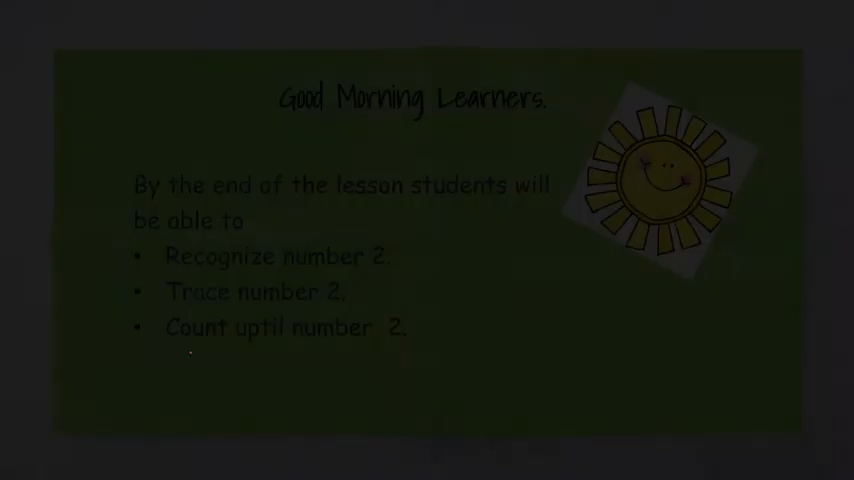 Good Morning Learners.
By the end of the lesson students will
be able to
• Recognize number 2.
• Trace number 2.
• Count uptil number 2.